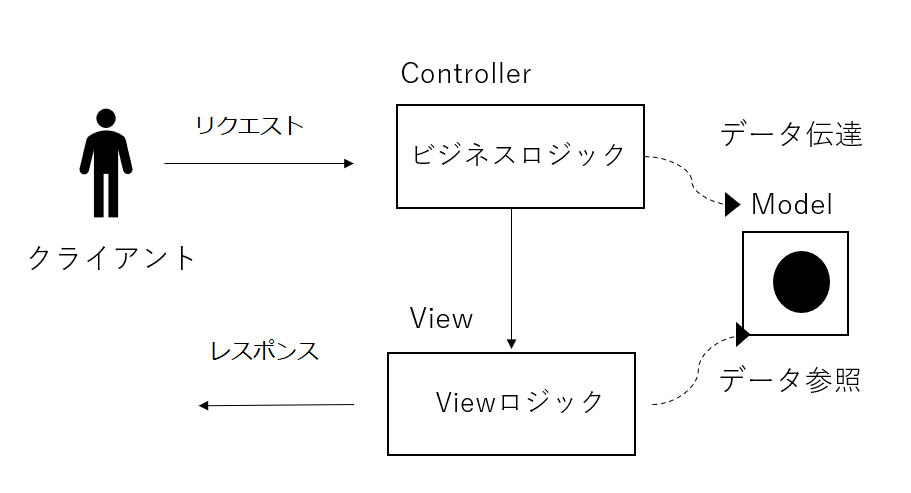 Controller
リクエスト
ビジネスロジック
データ伝達
Model
クライアント
View
レスポンス
データ参照
Viewロジック